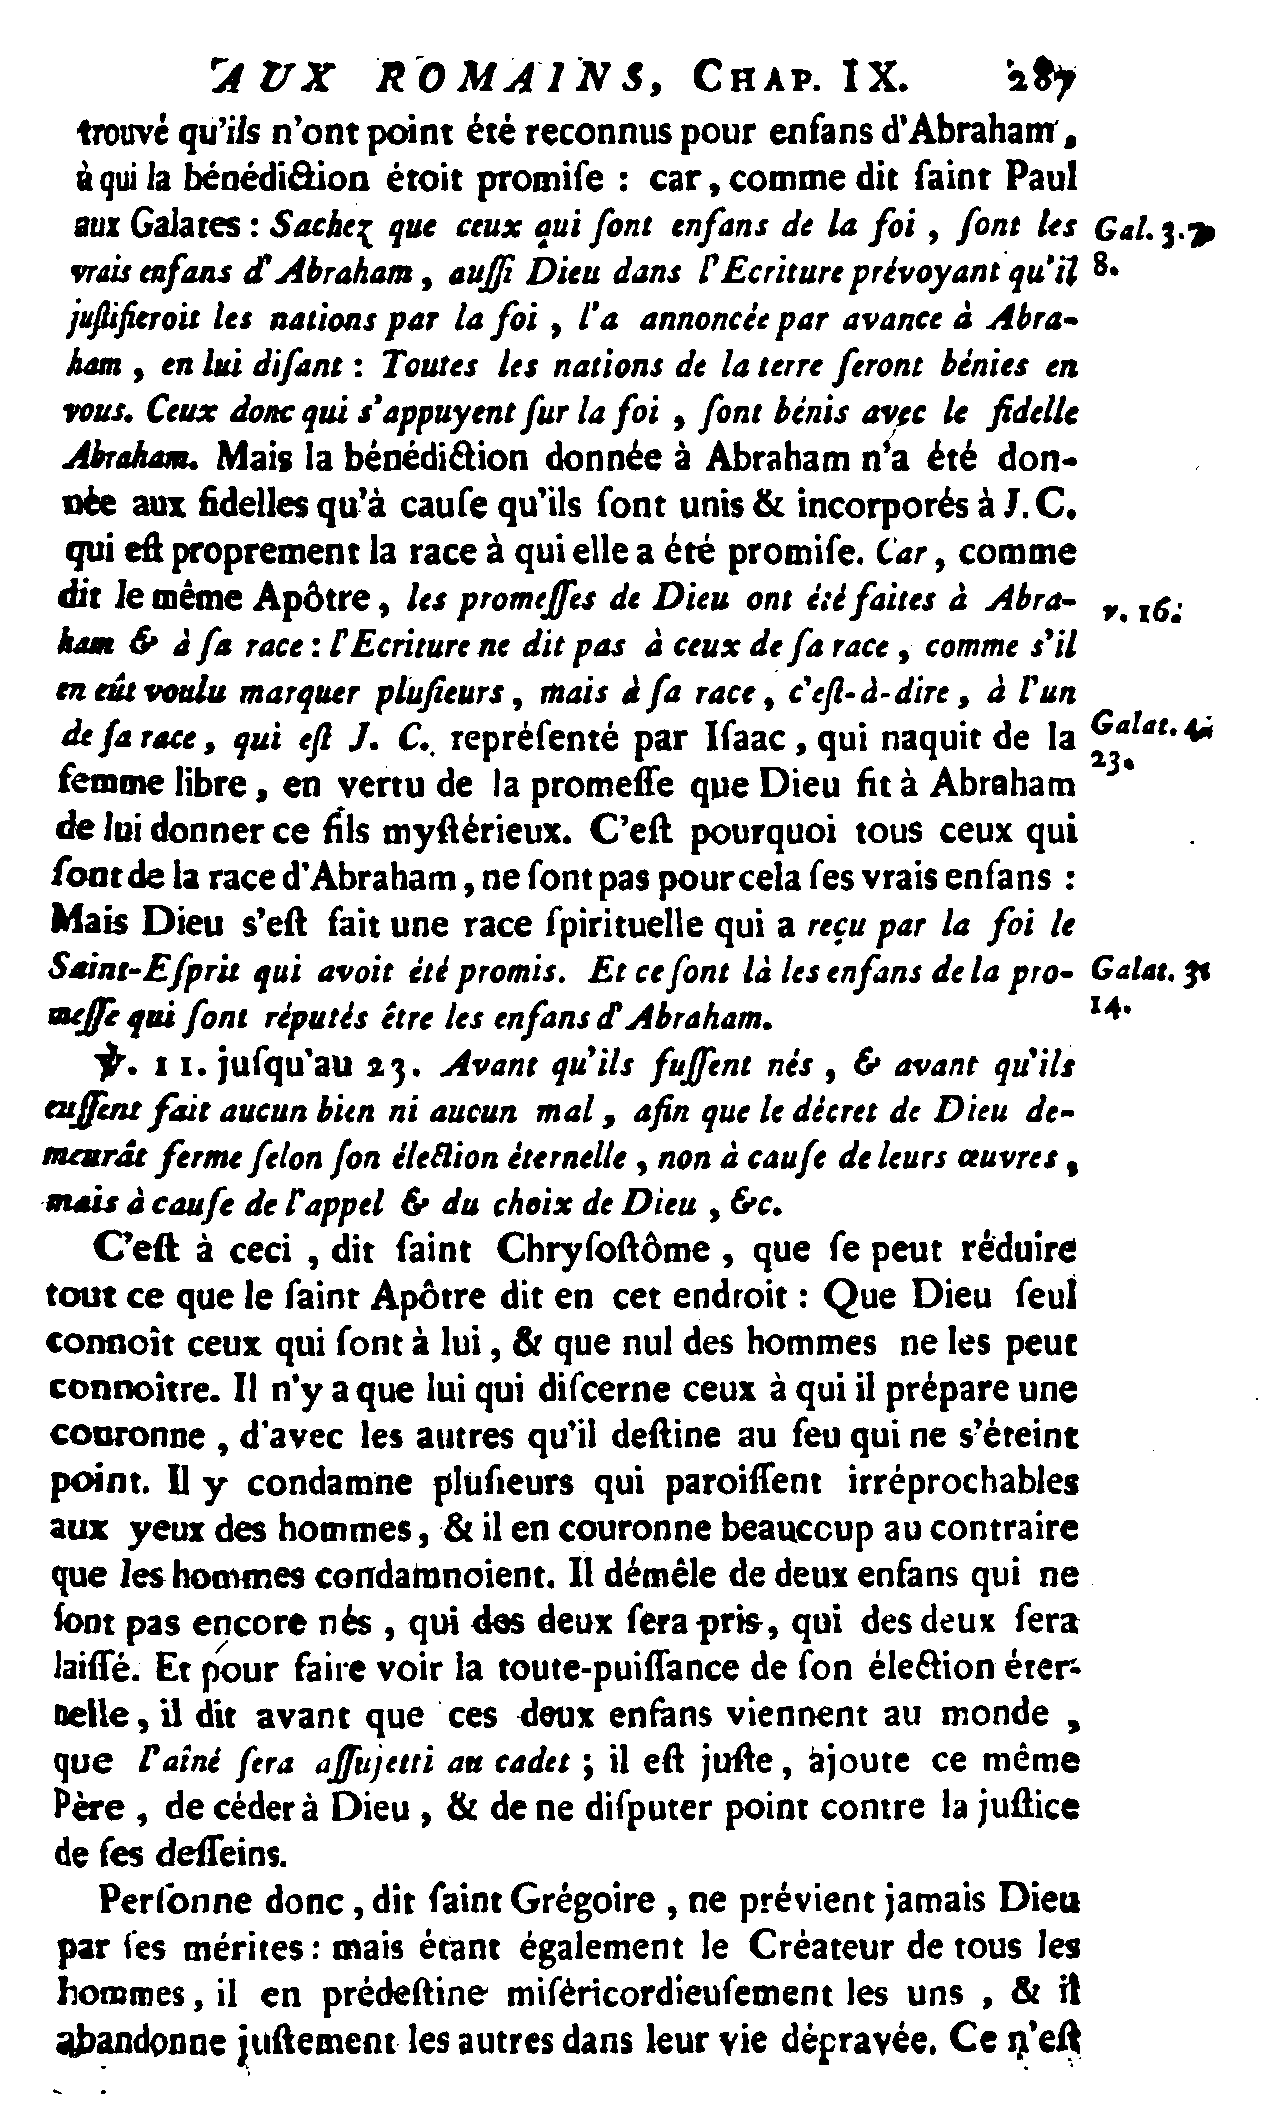 AUX ROMAINS, CHAP. IX. 287
trouvé qu'ils n'ont point été reconnus pour enfans d'Abraham,
à qui la bénédiction étoit promiſe : car, comme dit ſaint Paul
aux Galates : Sachez que ceux qui ſont enfans de la foi, ſont les
Gal. 3. 7
vrais enfans d'Abraham, auſſi Dieu dans l'Ecriture prévoyant qu'il
8.
juſtifieroit les nations par la foi, l'a annoncée par avance à Abra-
ham, en lui diſant : Toutes les nations de la terre ſeront bénies en
vous. Ceux donc qui s'appuyent ſur la foi, ſont bénis avec le fidelle
Abraham. Mais la bénédiction donnée à Abraham n'a été don-
née aux fidelles qu'à cauſe qu'ils ſont unis & incorporés à J. C.
qui eſt proprement la race à qui elle a été promiſe. Car, comme
dit le même Apôtre, les promeſſes de Dieu ont été faites à Abra-
v. 16.
ham & à ſa race : l'Ecriture ne dit pas à ceux de ſa race, comme s'il
en eût voulu marquer pluſieurs, mais à ſa race, c'eſt-à-dire, à l'un
de ſa race, qui eſt J. C. repréſenté par Iſaac, qui naquit de la
Galat. 4.
23.
femme libre, en vertu de la promeſſe que Dieu fit à Abraham
de lui donner ce fils myſtérieux. C'eſt pourquoi tous ceux qui
ſont de la race d'Abraham, ne ſont pas pour cela ſes vrais enfans :
Mais Dieu s'eſt fait une race ſpirituelle qui a reçu par la foi le
Saint-Eſprit qui avoit été promis. Et ce ſont là les enfans de la pro-
Galat. 3.
14.
meſſe qui ſont réputés être les enfans d'Abraham.
℣. 11. juſqu'au 23. Avant qu'ils fuſſent nés, & avant qu'ils
euſſent fait aucun bien ni aucun mal, afin que le décret de Dieu de-
meurât ferme ſelon ſon élection éternelle, non à cauſe de leurs œuvres,
mais à cauſe de l'appel & du choix de Dieu, &c.
C'eſt à ceci, dit ſaint Chryſoſtôme, que ſe peut réduire
tout ce que le ſaint Apôtre dit en cet endroit : Que Dieu ſeul
connoît ceux qui ſont à lui, & que nul des hommes ne les peut
connoître. Il n'y a que lui qui diſcerne ceux à qui il prépare une
couronne, d'avec les autres qu'il deſtine au feu qui ne s'éteint
point. Il y condamne pluſieurs qui paroiſſent irréprochables
aux yeux des hommes, & il en couronne beaucoup au contraire
que les hommes condamnoient. Il démêle de deux enfans qui ne
ſont pas encore nés, qui des deux ſera pris, qui des deux ſera
laiſſé. Et pour faire voir la toute-puiſſance de ſon élection éter-
nelle, il dit avant que ces deux enfans viennent au monde,
que l'aîné ſera aſſujetti au cadet ; il eſt juſte, ajoute ce même
Père, de céder à Dieu, & de ne diſputer point contre la juſtice
de ſes deſſeins.
Perſonne donc, dit ſaint Grégoire, ne prévient jamais Dieu
par ſes mérites : mais étant également le Créateur de tous les
hommes, il en prédeſtine miſéricordieuſement les uns, & il
abandonne juſtement les autres dans leur vie dépravée. Ce n'eſt